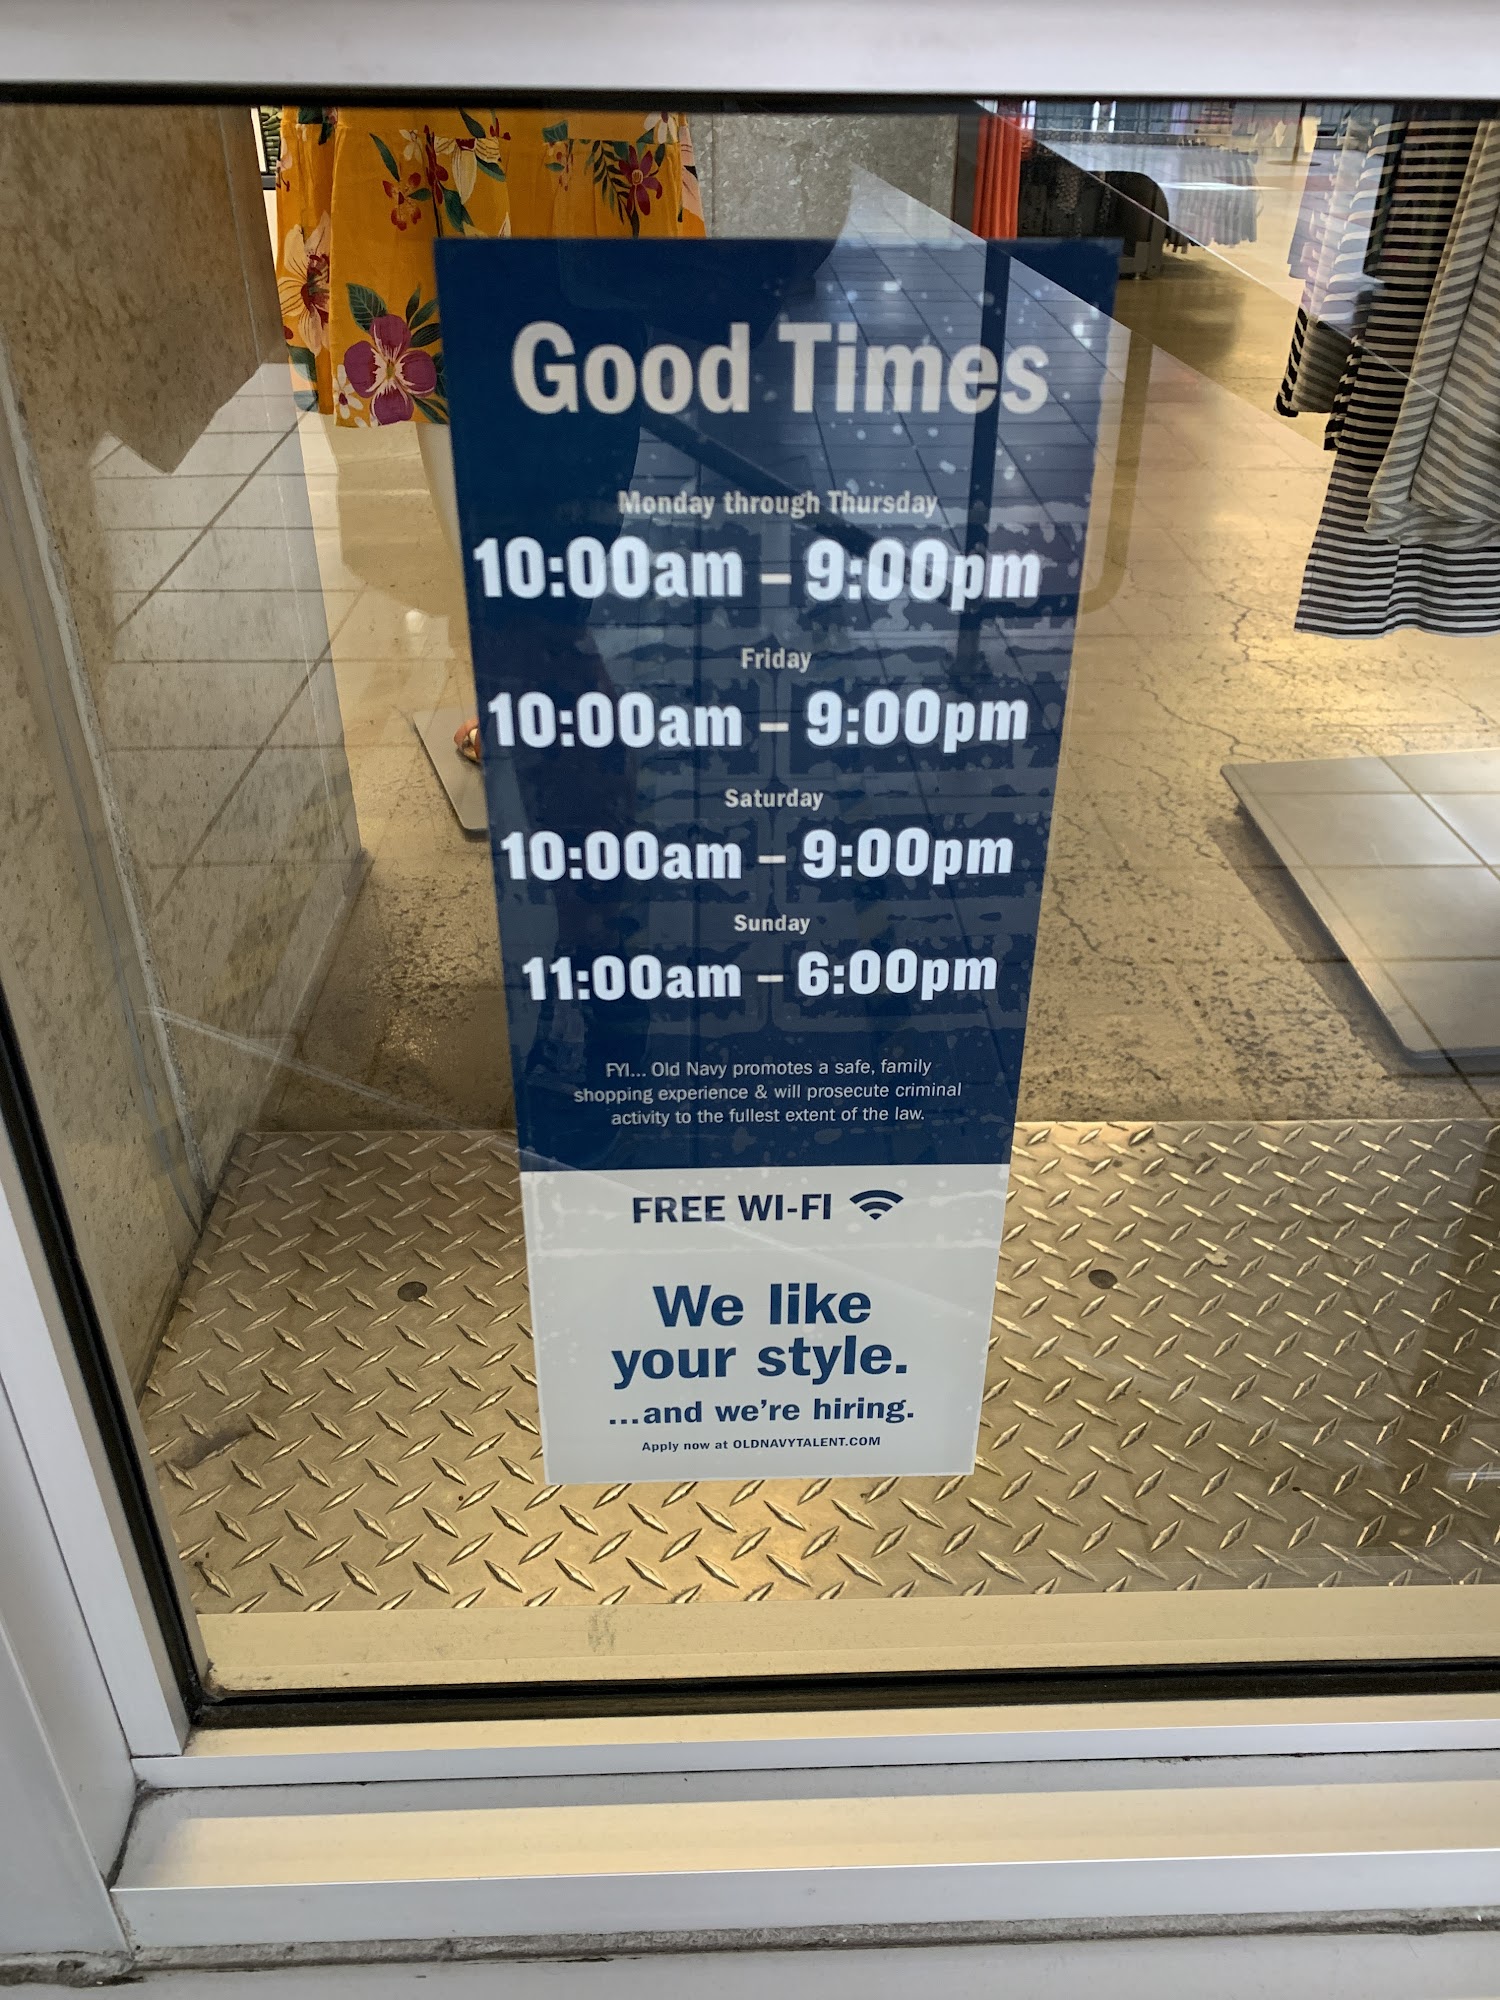 Good Times
Monday through Thursday
10:00am – 9:00pm
Friday
10:00am – 9:00pm
Saturday
10:00am – 9:00pm
Sunday
11:00am – 6:00pm
FYI... Old Navy promotes a safe, family
shopping experience & will prosecute criminal
activity to the fullest extent of the law.
FREE WI-FI
We like
your style.
...and we're hiring.
Apply now at OLDNAVYTALENT.COM